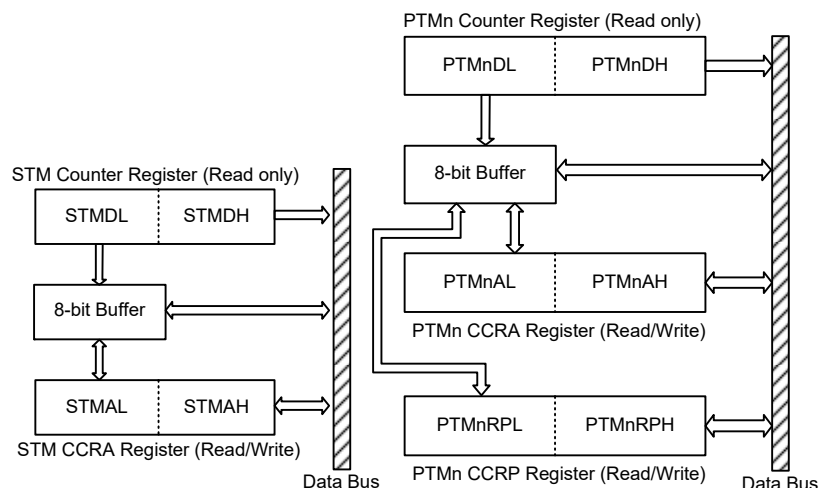 STM Counter Register (Read only)
STMDL STMDH
8-bit Buffer
STMAL STMAH
STM CCRA Register (Read/Write)
Data Bus
PTMn Counter Register (Read only)
PTMnDL PTMnDH
8-bit Buffer
PTMnAL PTMnAH
PTMn CCRA Register (Read/Write)
PTMnRPL PTMnRPH
PTMn CCRP Register (Read/Write)
Data Bus